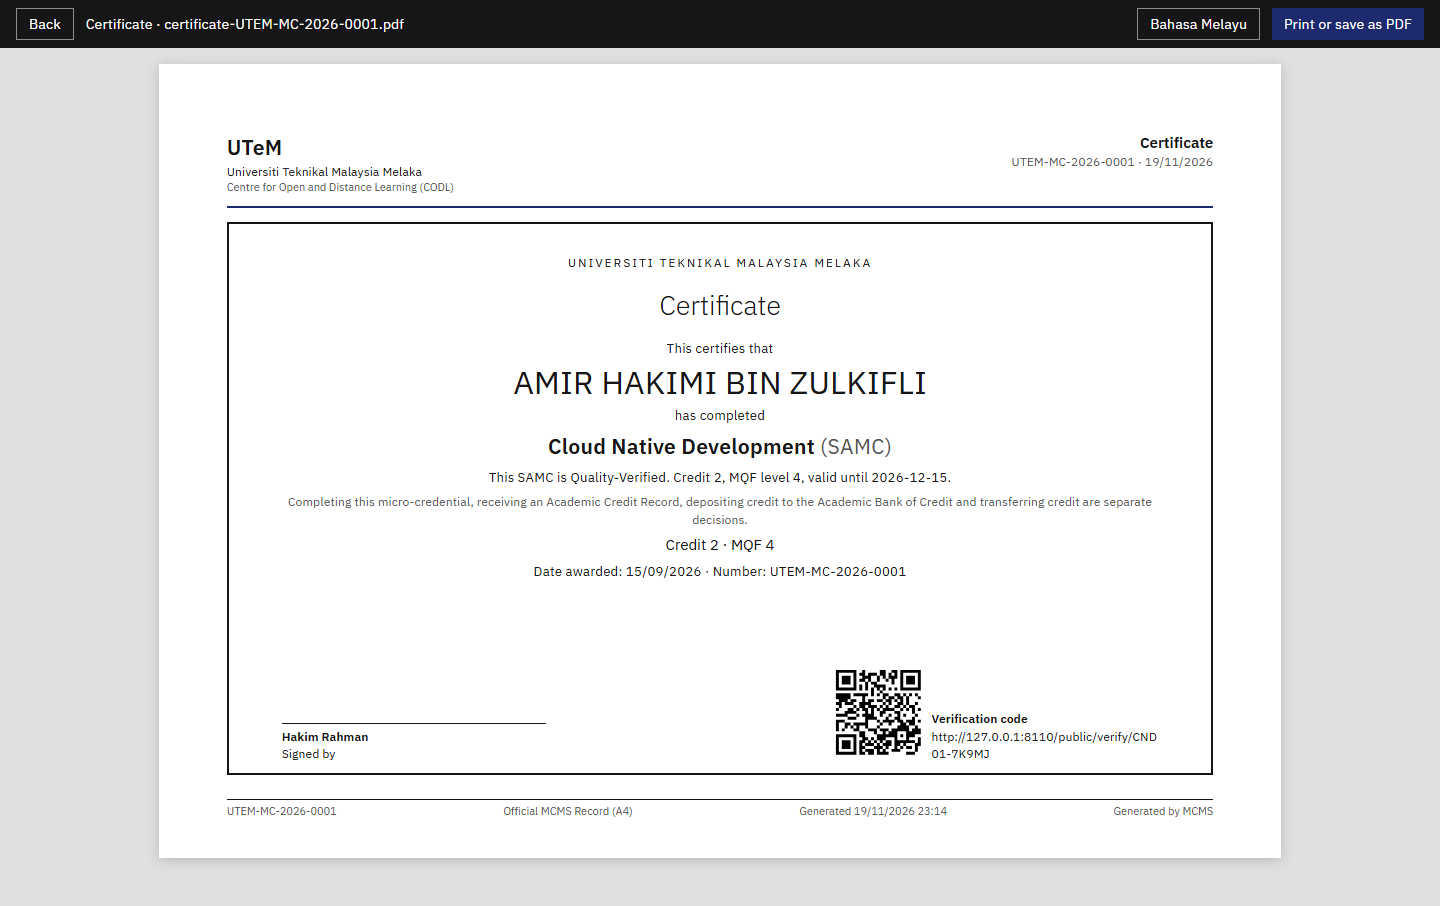 Back
Certificate · certificate-UTEM-MC-2026-0001.pdf
Bahasa Melayu
Print or save as PDF
UTeM
Universiti Teknikal Malaysia Melaka
Centre for Open and Distance Learning (CODL)
Certificate
UTEM-MC-2026-0001 · 19/11/2026
UNIVERSITI TEKNIKAL MALAYSIA MELAKA
Certificate
This certifies that
AMIR HAKIMI BIN ZULKIFLI
has completed
Cloud Native Development (SAMC)
This SAMC is Quality-Verified. Credit 2, MQF level 4, valid until 2026-12-15.
Completing this micro-credential, receiving an Academic Credit Record, depositing credit to the Academic Bank of Credit and transferring credit are separate
decisions.
Credit 2 · MQF 4
Date awarded: 15/09/2026 · Number: UTEM-MC-2026-0001
Hakim Rahman
Signed by
Verification code
http://127.0.0.1:8110/public/verify/CND
01-7K9MJ
UTEM-MC-2026-0001
Official MCMS Record (A4)
Generated 19/11/2026 23:14
Generated by MCMS